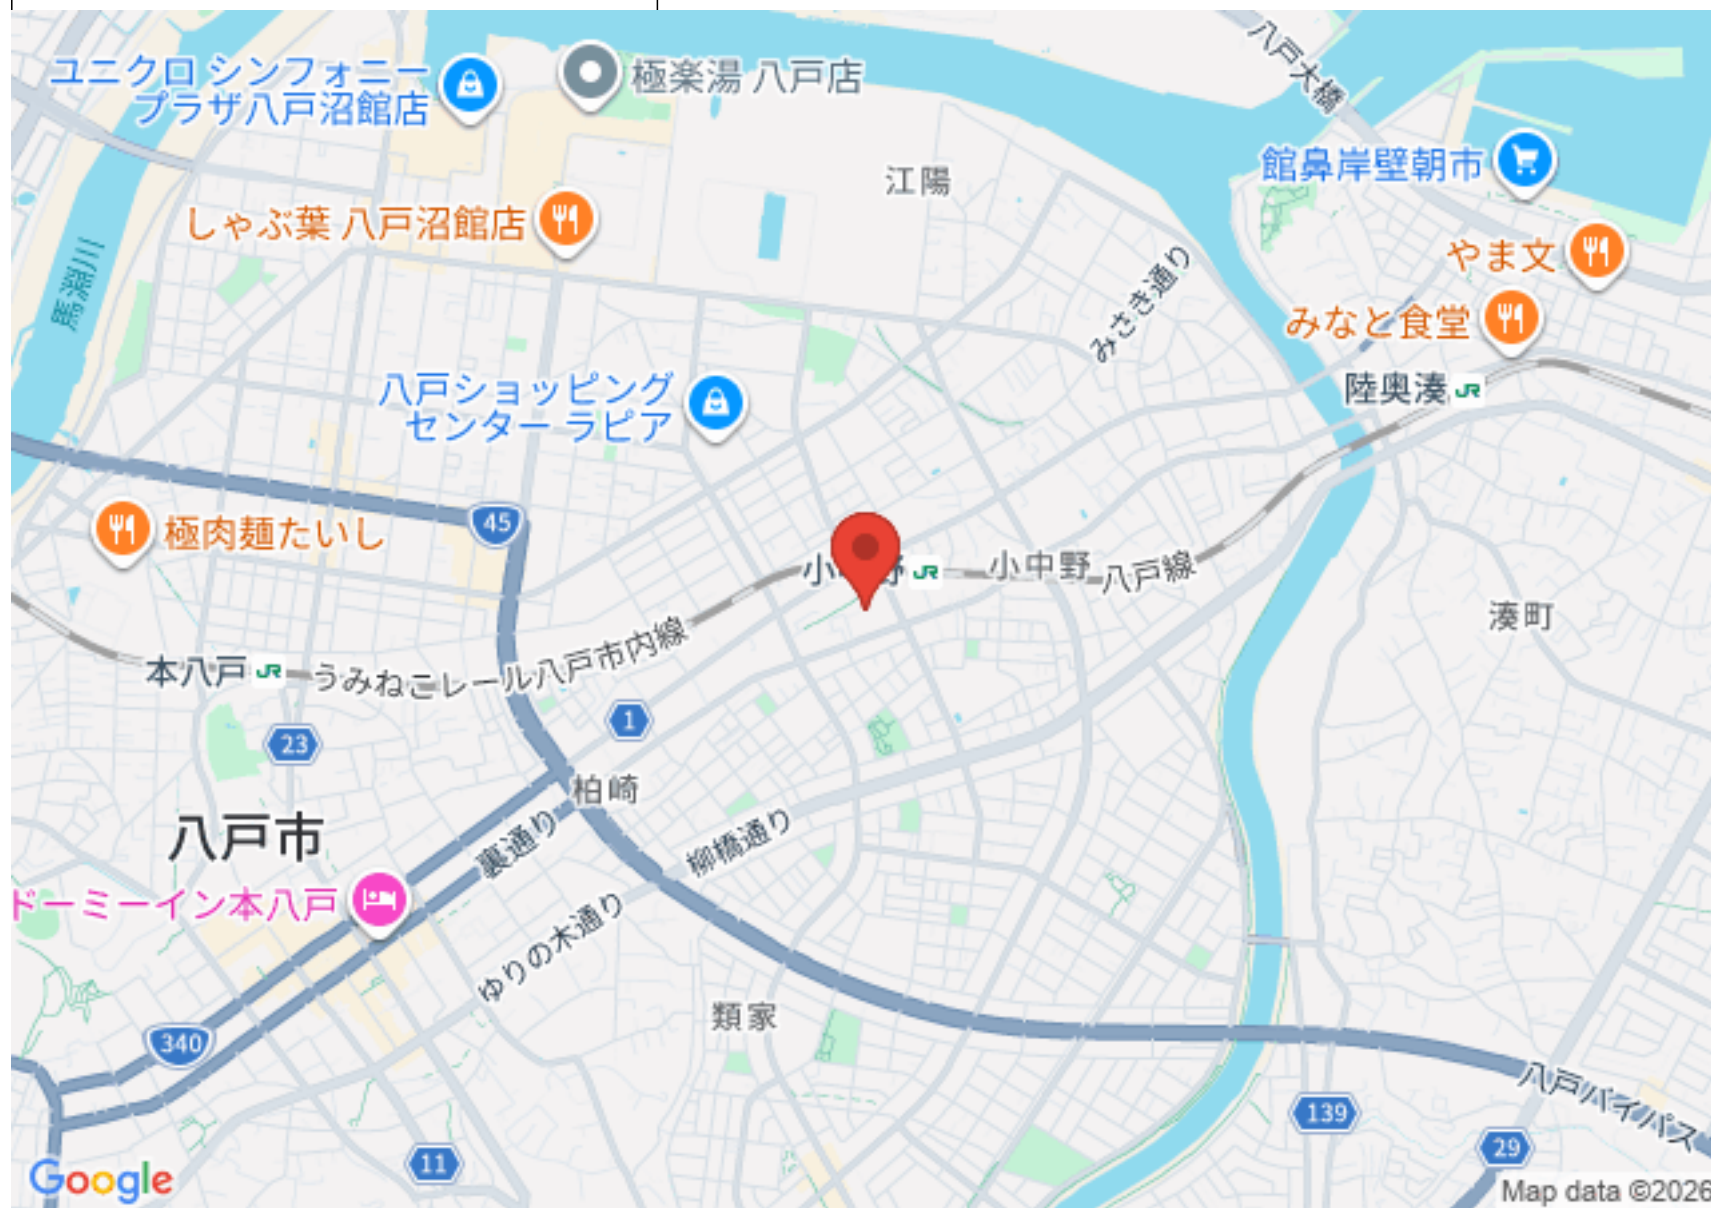 八戸大橋
ユニクロ シンフォニー
プラザ八戸沼館店
極楽湯 八戸店
館鼻岸壁朝市
江陽
しゃぶ葉 八戸沼館店
やま文
馬淵川
みさき通り
みなと食堂
陸奥湊 JR
八戸ショッピング
センター ラピア
45
極肉麺たいし
小中野 JR
小中野
八戸線
湊町
本八戸 JR
うみねこレール八戸市内線
1
23
柏崎
八戸市
裏通り
柳橋通り
ドーミーイン本八戸
ゆりの木通り
類家
340
八戸バイパス
139
29
11
Google
Map data ©2026